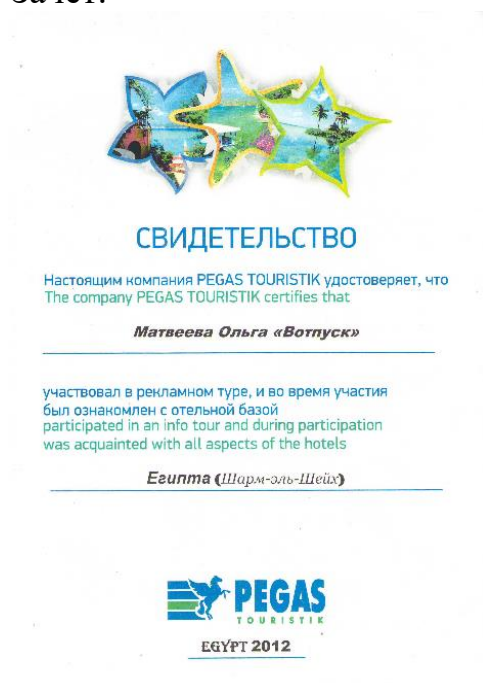 Зачет.
СВИДЕТЕЛЬСТВО
Настоящим компания PEGAS TOURISTIK удостоверяет, что
The company PEGAS TOURISTIK certifies that
Матвеева Ольга «Вотпуск»
участвовал в рекламном туре, и во время участия
был ознакомлен с отельной базой
participated in an info tour and during participation
was acquainted with all aspects of the hotels
Египта (Шарм-эль-Шейх)
PEGAS
TOURISTIK
EGYPT 2012